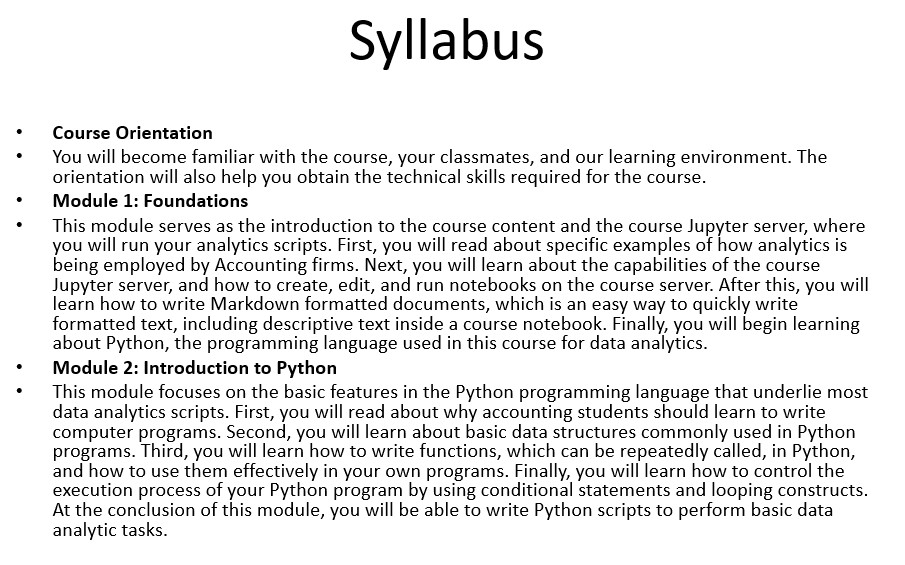 Syllabus
• Course Orientation
• You will become familiar with the course, your classmates, and our learning environment. The
orientation will also help you obtain the technical skills required for the course.
• Module 1: Foundations
• This module serves as the introduction to the course content and the course Jupyter server, where
you will run your analytics scripts. First, you will read about specific examples of how analytics is
being employed by Accounting firms. Next, you will learn about the capabilities of the course
Jupyter server, and how to create, edit, and run notebooks on the course server. After this, you will
learn how to write Markdown formatted documents, which is an easy way to quickly write
formatted text, including descriptive text inside a course notebook. Finally, you will begin learning
about Python, the programming language used in this course for data analytics.
• Module 2: Introduction to Python
• This module focuses on the basic features in the Python programming language that underlie most
data analytics scripts. First, you will read about why accounting students should learn to write
computer programs. Second, you will learn about basic data structures commonly used in Python
programs. Third, you will learn how to write functions, which can be repeatedly called, in Python,
and how to use them effectively in your own programs. Finally, you will learn how to control the
execution process of your Python program by using conditional statements and looping constructs.
At the conclusion of this module, you will be able to write Python scripts to perform basic data
analytic tasks.